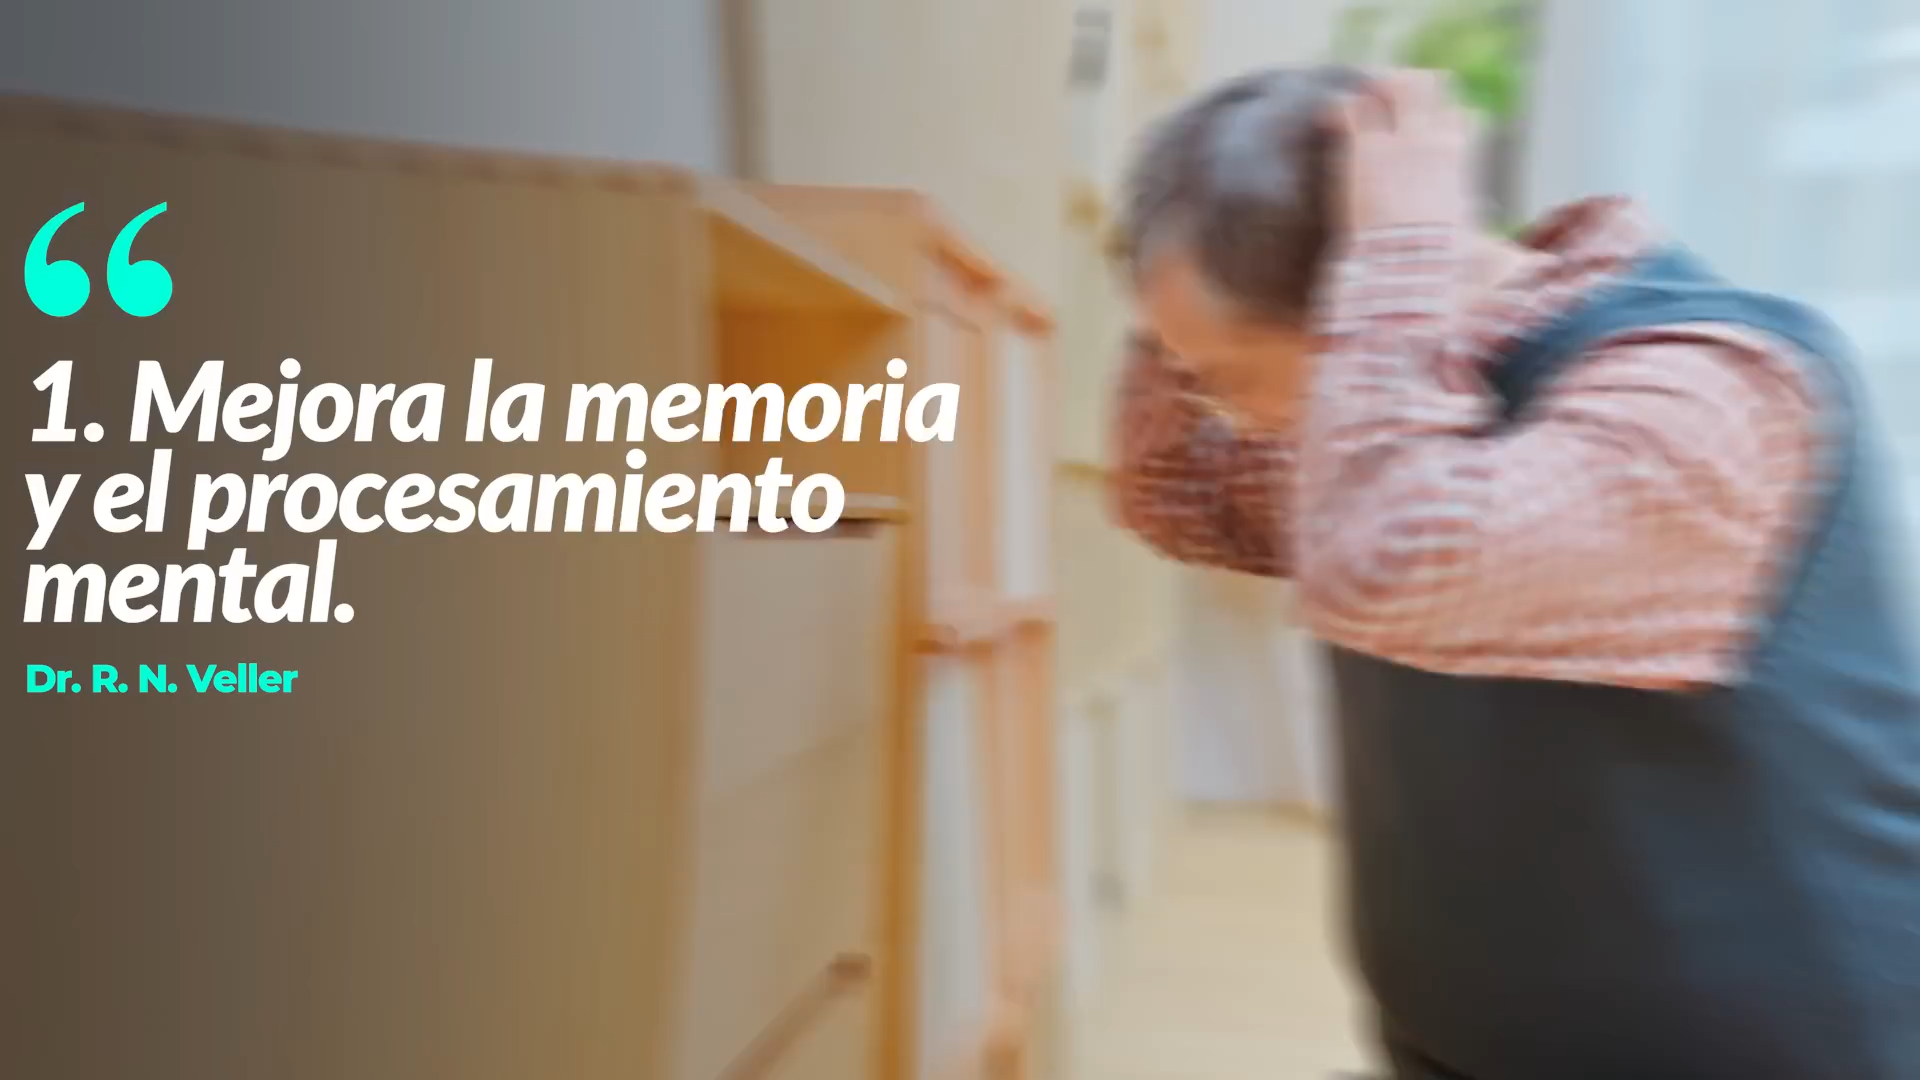 “
1. Mejora la memoria
y el procesamiento
mental.
Dr. R. N. Veller